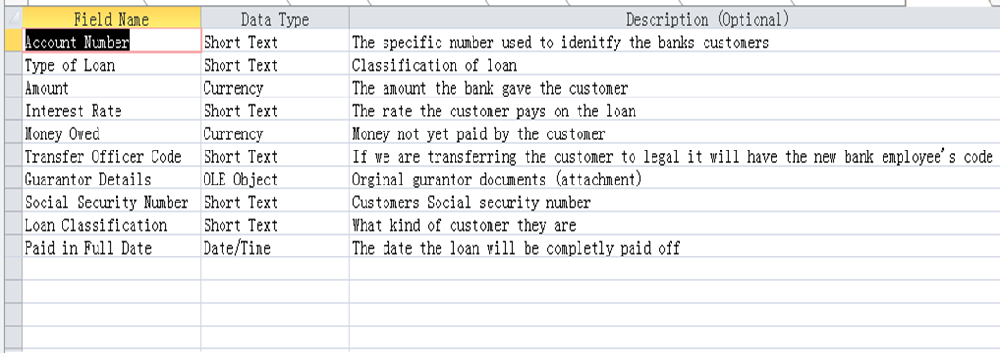 Field Name Data Type Description (Optional)
Account Number Short Text The specific number used to idenitfy the banks customers
Type of Loan Short Text Classification of loan
Amount Currency The amount the bank gave the customer
Interest Rate Short Text The rate the customer pays on the loan
Money Owed Currency Money not yet paid by the customer
Transfer Officer Code Short Text If we are transferring the customer to legal it will have the new bank employee's code
Guarantor Details OLE Object Orginal gurantor documents (attachment)
Social Security Number Short Text Customers Social security number
Loan Classification Short Text What kind of customer they are
Paid in Full Date Date/Time The date the loan will be completly paid off